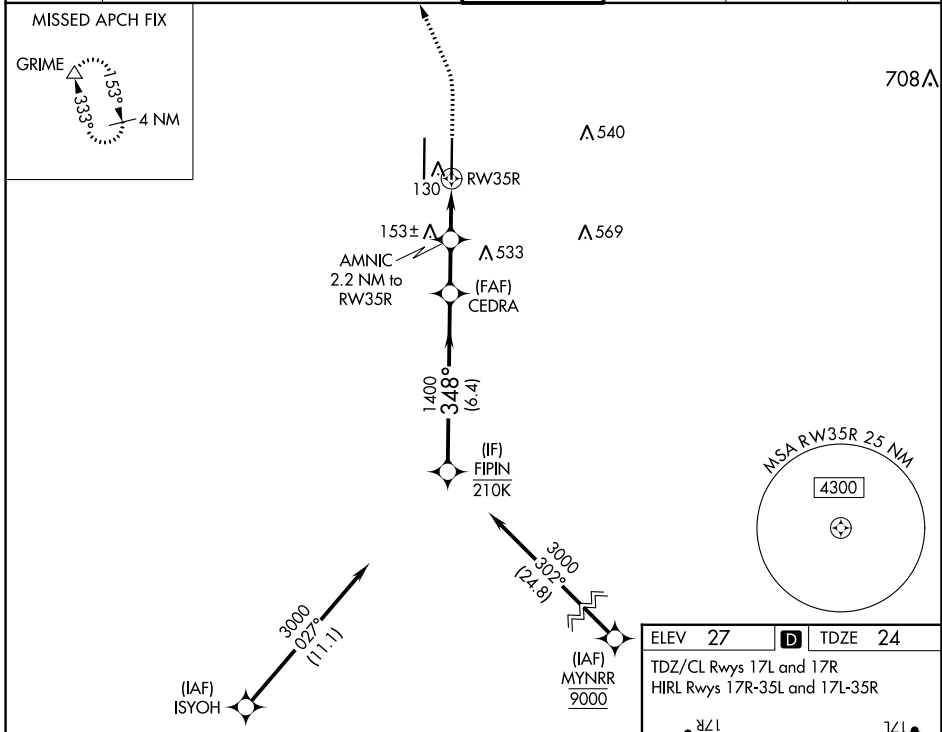 MISSED APCH FIX
GRIME
153°
333°
4 NM
708
540
130
RW35R
153±
569
533
AMNIC
2.2 NM to
RW35R
(FAF)
CEDRA
1400
348°
(6.4)
(IF)
FIPIN
210K
MSA RW35R 25 NM
4300
3000
302°
(24.8)
3000
027°
(11.1)
(IAF)
ISYOH
(IAF)
MYNRR
9000
ELEV 27 D TDZE 24
TDZ/CL Rwys 17L and 17R
HIRL Rwys 17R-35L and 17L-35R
17R
17L